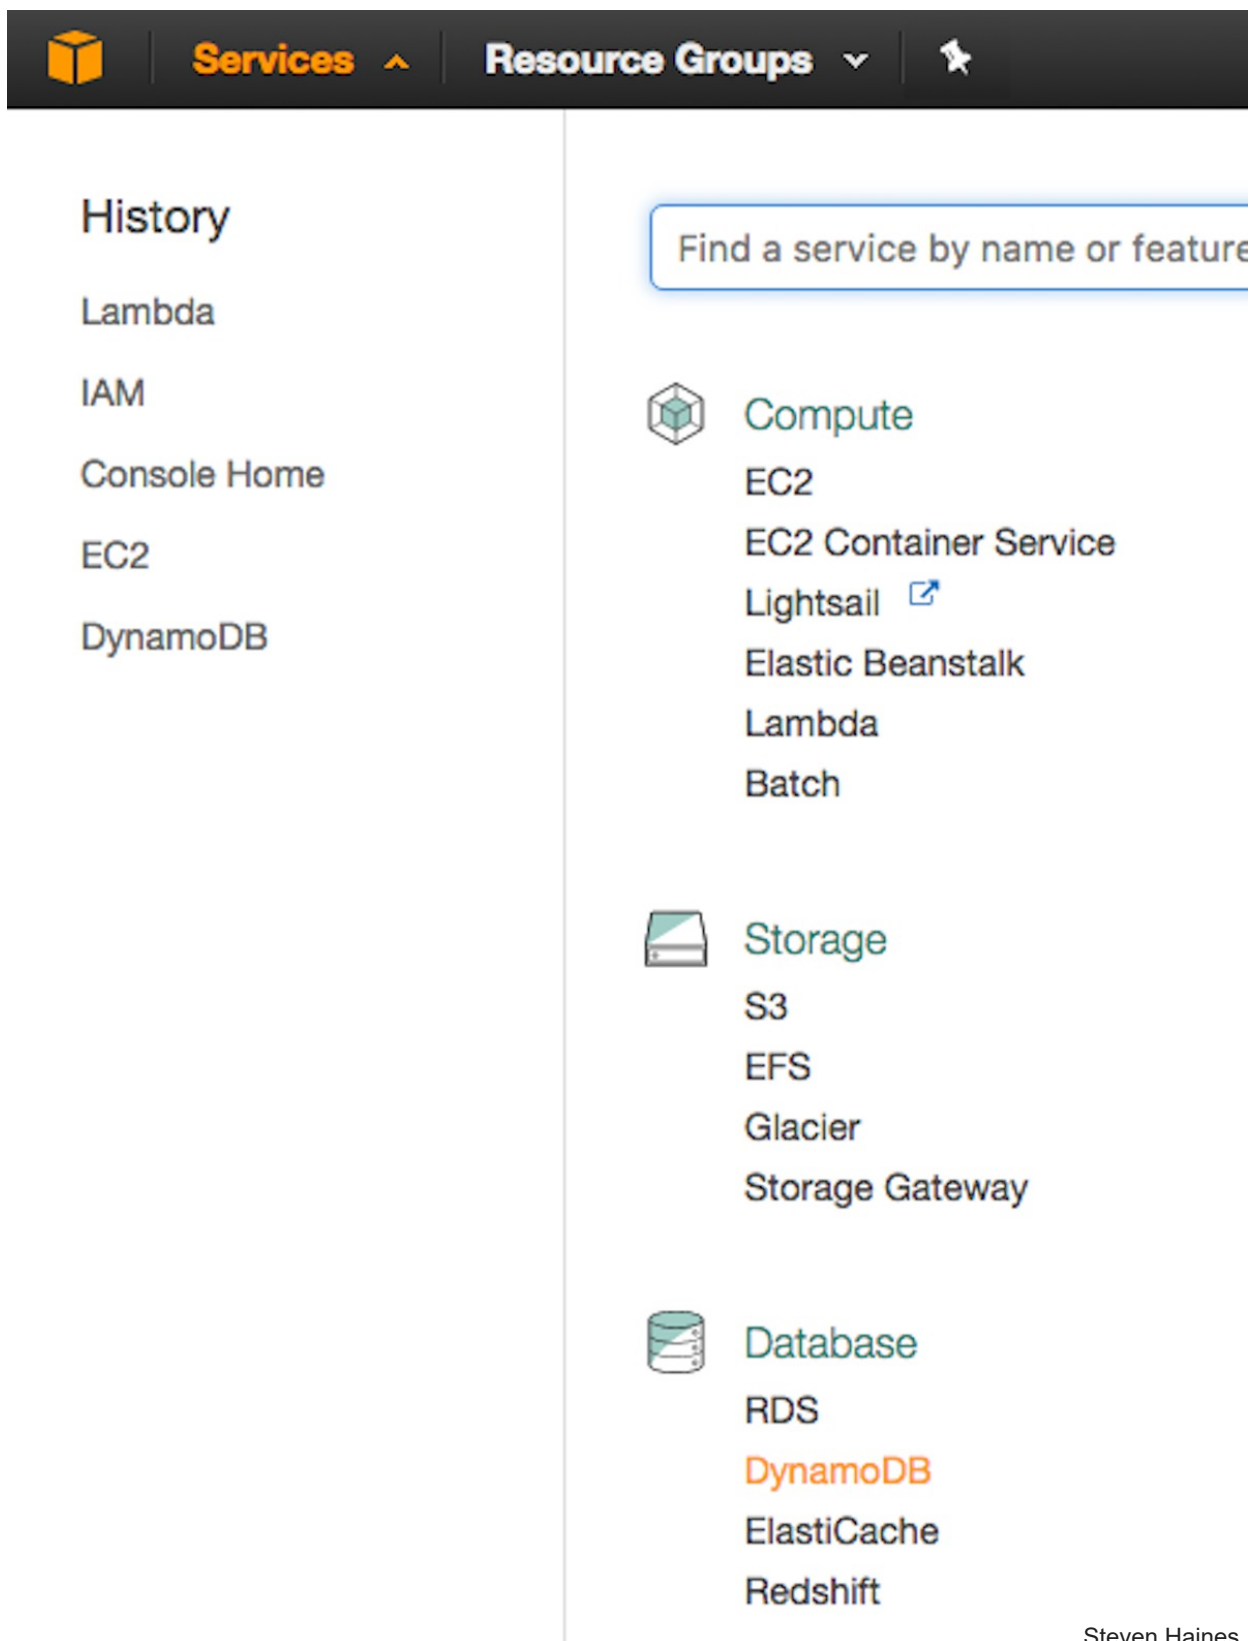 Services Resource Groups
History
Lambda
IAM
Console Home
EC2
DynamoDB
Find a service by name or feature
Compute
EC2
EC2 Container Service
Lightsail
Elastic Beanstalk
Lambda
Batch
Storage
S3
EFS
Glacier
Storage Gateway
Database
RDS
DynamoDB
ElastiCache
Redshift
Steven Haines